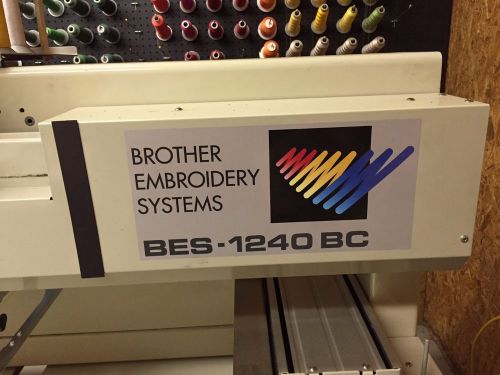 BROTHER
EMBROIDERY
SYSTEMS
BES-1240 BC